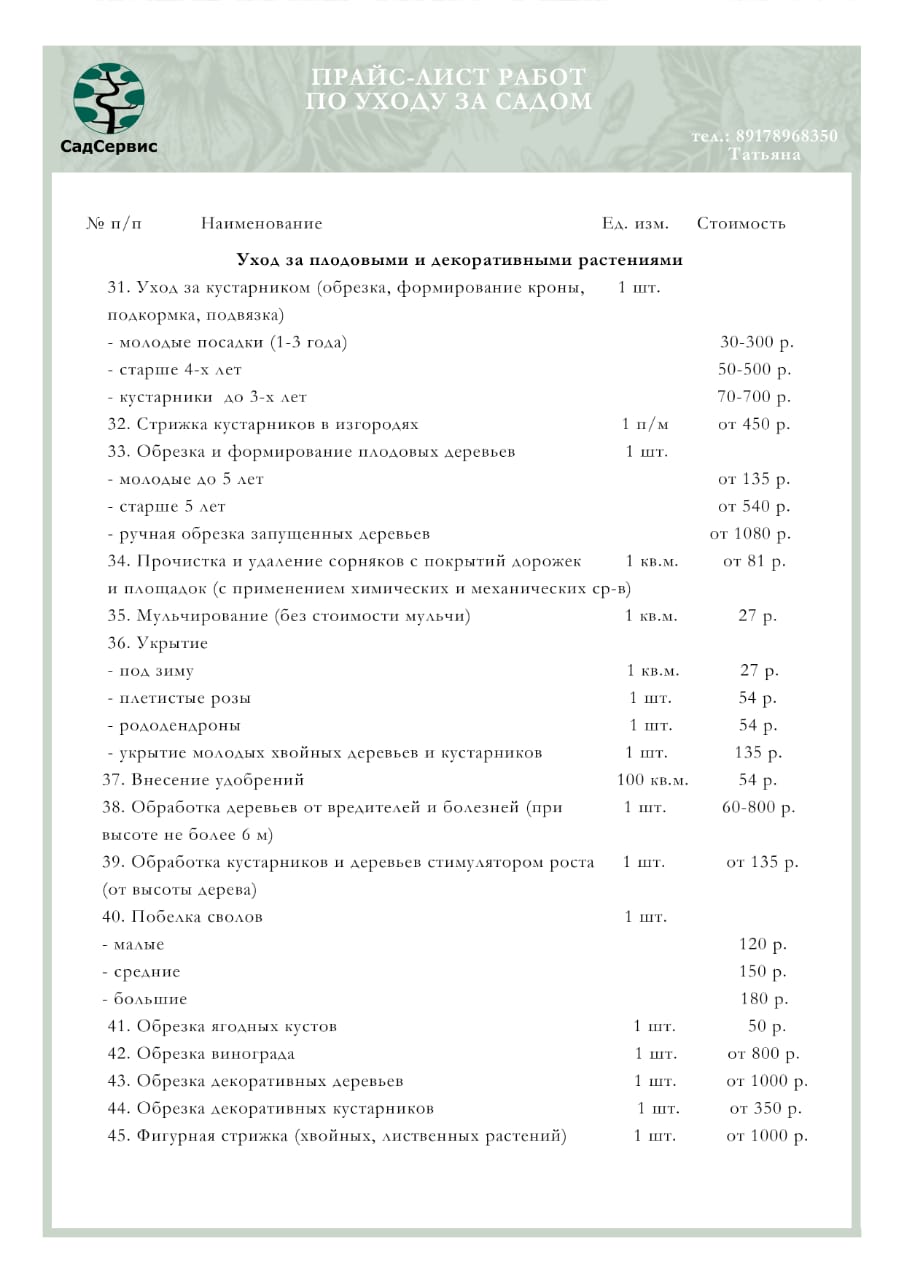 ПРАЙС-ЛИСТ РАБОТ
ПО УХОДУ ЗА САДОМ
СадСервис
тел.: 89178968350
Татьяна
№ п/п Наименование Ед. изм. Стоимость
Уход за плодовыми и декоративными растениями
31. Уход за кустарником (обрезка, формирование кроны, 1 шт.
подкормка, подвязка)
- молодые посадки (1-3 года) 30-300 р.
- старше 4-х лет 50-500 р.
- кустарники до 3-х лет 70-700 р.
32. Стрижка кустарников в изгородях 1 п/м от 450 р.
33. Обрезка и формирование плодовых деревьев 1 шт.
- молодые до 5 лет от 135 р.
- старше 5 лет от 540 р.
- ручная обрезка запущенных деревьев от 1080 р.
34. Прочистка и удаление сорняков с покрытий дорожек 1 кв.м. от 81 р.
и площадок (с применением химических и механических ср-в)
35. Мульчирование (без стоимости мульчи) 1 кв.м. 27 р.
36. Укрытие
- под зиму 1 кв.м. 27 р.
- плетистые розы 1 шт. 54 р.
- рододендроны 1 шт. 54 р.
- укрытие молодых хвойных деревьев и кустарников 1 шт. 135 р.
37. Внесение удобрений 100 кв.м. 54 р.
38. Обработка деревьев от вредителей и болезней (при 1 шт. 60-800 р.
высоте не более 6 м)
39. Обработка кустарников и деревьев стимулятором роста 1 шт. от 135 р.
(от высоты дерева)
40. Побелка сволов 1 шт.
- малые 120 р.
- средние 150 р.
- большие 180 р.
41. Обрезка ягодных кустов 1 шт. 50 р.
42. Обрезка винограда 1 шт. от 800 р.
43. Обрезка декоративных деревьев 1 шт. от 1000 р.
44. Обрезка декоративных кустарников 1 шт. от 350 р.
45. Фигурная стрижка (хвойных, лиственных растений) 1 шт. от 1000 р.